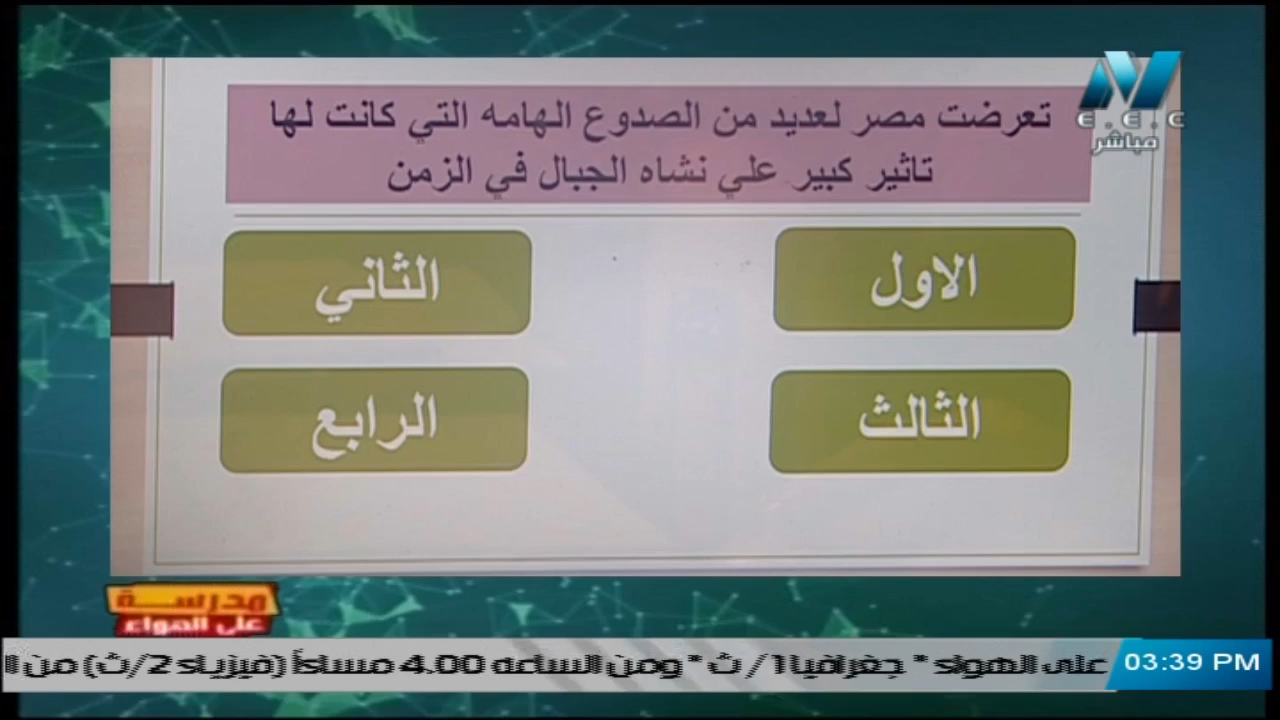 تعرضت مصر لعديد من الصدوع الهامه التي كانت لها
تاثير كبير علي نشاه الجبال في الزمن
الاول
الثاني
الثالث
الرابع
e.e.c
مباشر
مدرسة
على الهواء
على الهواء " جغرافيا 1/ ث " ومن الساعه 4.00 مساءاً (فيزياء 2/ث) من
03:39 PM